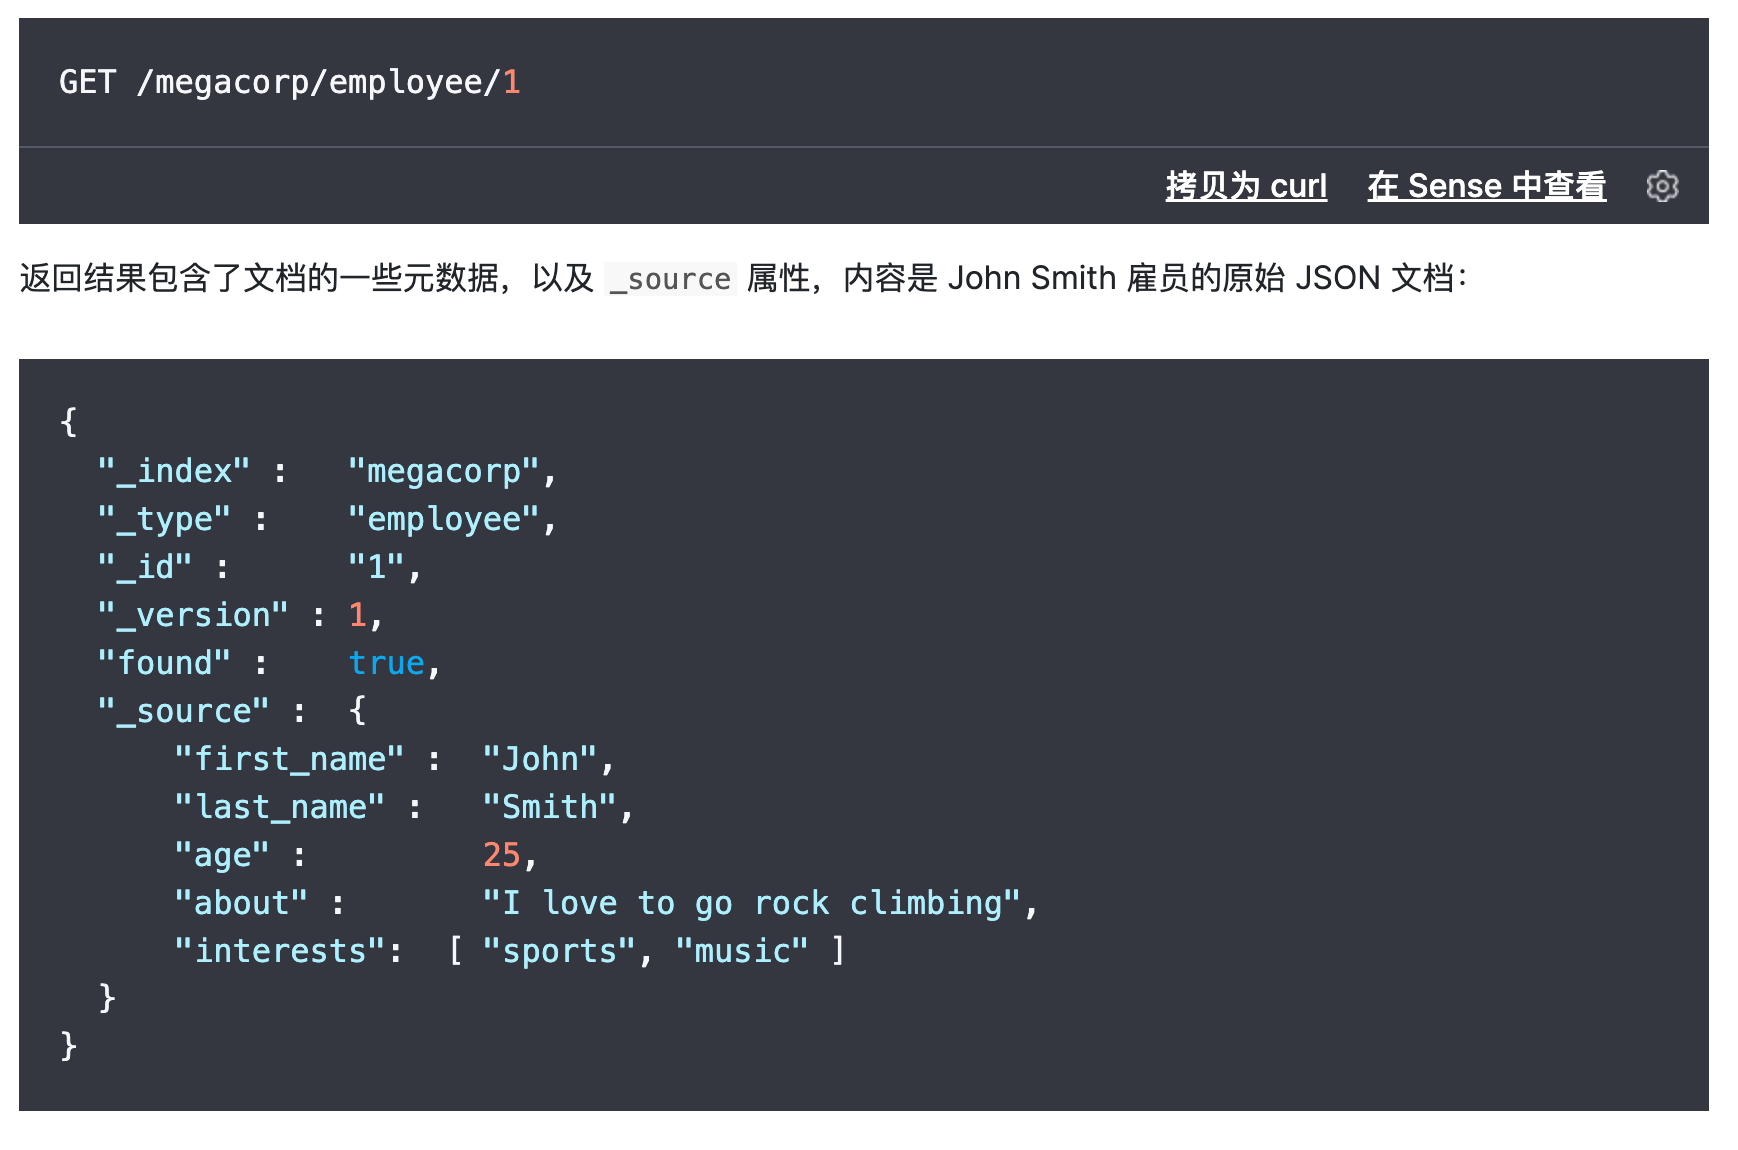 GET /megacorp/employee/1
拷贝为 curl 在 Sense 中查看
返回结果包含了文档的一些元数据，以及 _source 属性，内容是 John Smith 雇员的原始 JSON 文档：
{
  "_index" :   "megacorp",
  "_type" :    "employee",
  "_id" :      "1",
  "_version" : 1,
  "found" :    true,
  "_source" :  {
      "first_name" :  "John",
      "last_name" :   "Smith",
      "age" :         25,
      "about" :       "I love to go rock climbing",
      "interests":  [ "sports", "music" ]
  }
}